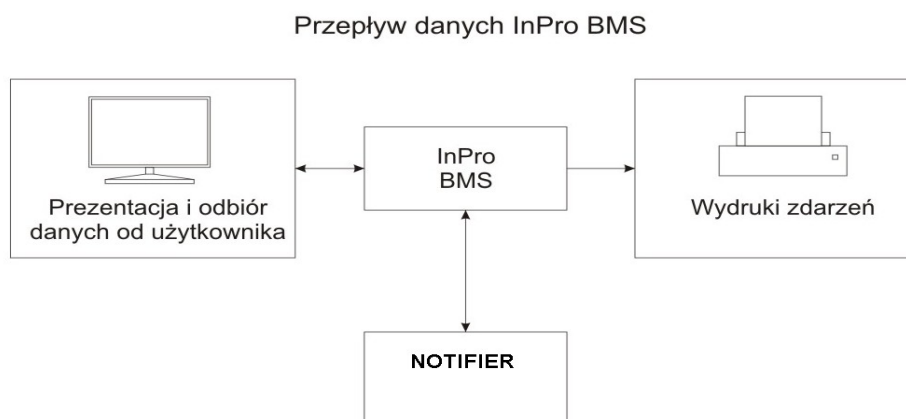 Przepływ danych InPro BMS
Prezentacja i odbiór
danych od użytkownika
InPro
BMS
Wydruki zdarzeń
NOTIFIER